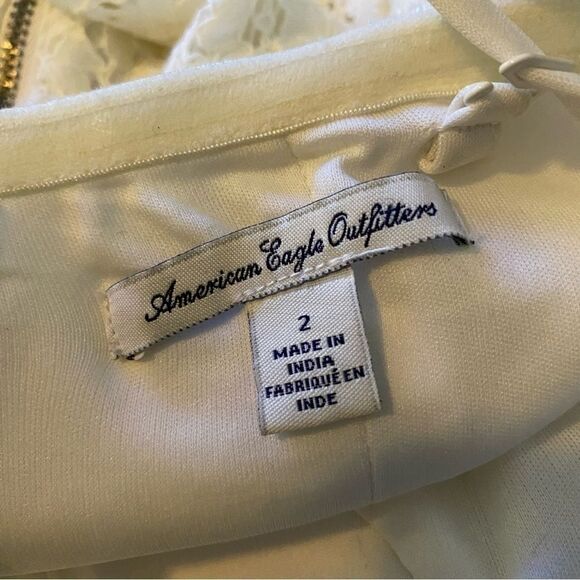 American Eagle Outfitters
2
MADE IN
INDIA
FABRIQUÉ EN
INDE